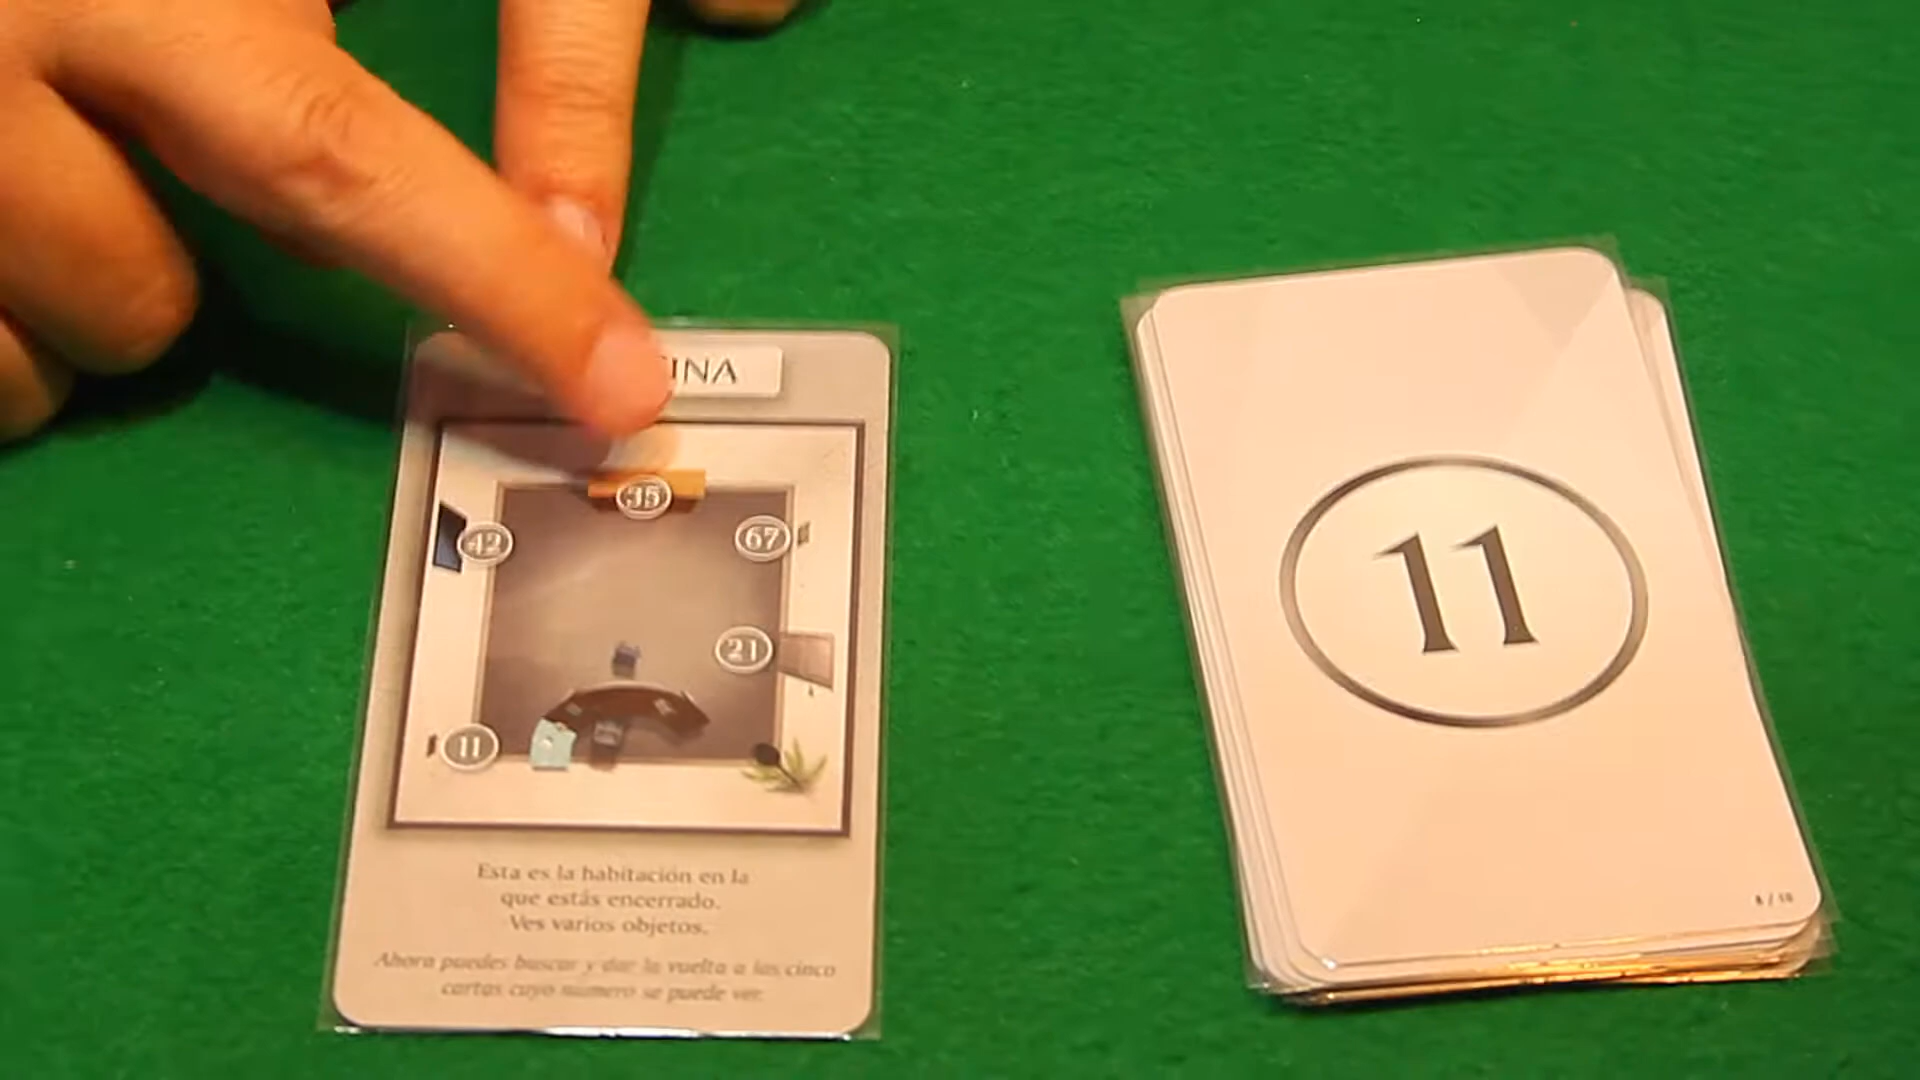 INA
35
42
67
21
11
Esta es la habitación en la
que estás encerrado.
Ves varios objetos.
Ahora puedes buscar y dar la vuelta a las cinco
cartas cuyo número se puede ver.
11